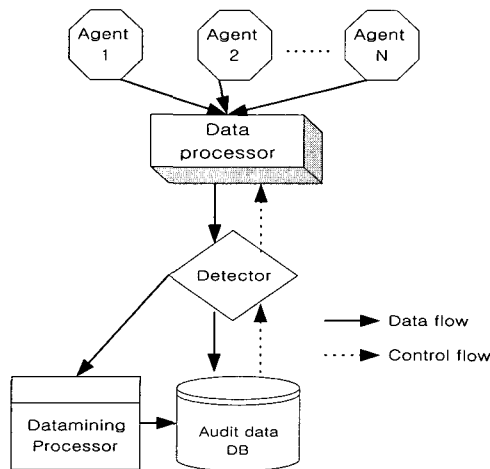 Agent
1
Agent
2
......
Agent
N
Data
processor
Detector
Data flow
Control flow
Datamining
Processor
Audit data
DB